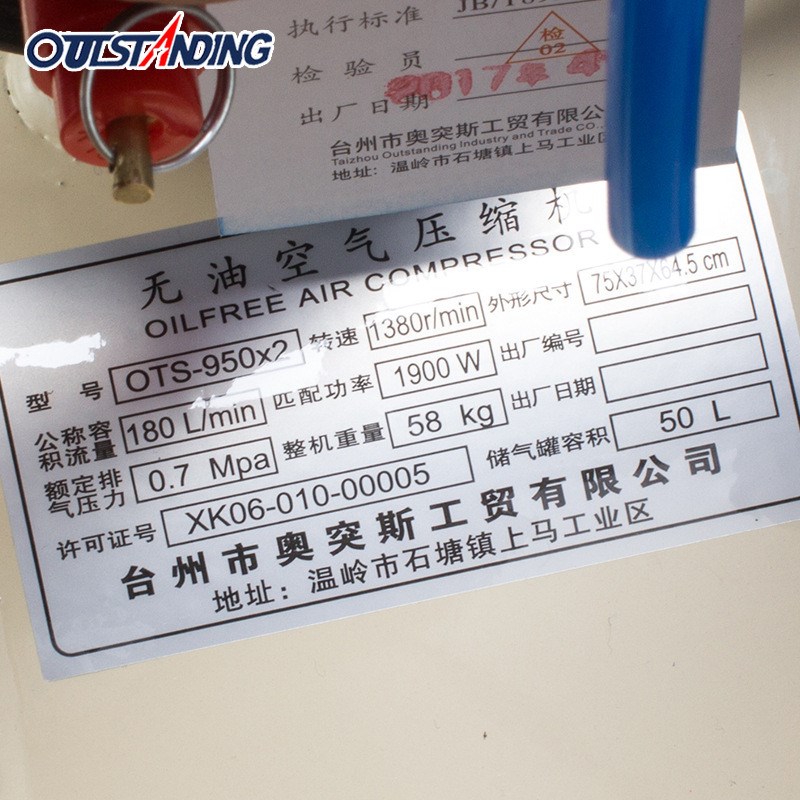 OUTSTANDING
执行标准 JB/T
检验员 检 02
出厂日期 2017年
台州市奥突斯工贸有限公
Taizhou Outstanding Industry and Trade CO.,
地址: 温岭市石塘镇上马工业区
无油空气压缩机
OILFREE AIR COMPRESSOR
型号 OTS-950x2 转速 1380r/min 外形尺寸 75X37X64.5 cm
公称容积流量 180 L/min 匹配功率 1900 W 出厂编号
额定排气压力 0.7 Mpa 整机重量 58 kg 出厂日期
许可证号 XK06-010-00005 储气罐容积 50 L
台州市奥突斯工贸有限公司
地址: 温岭市石塘镇上马工业区